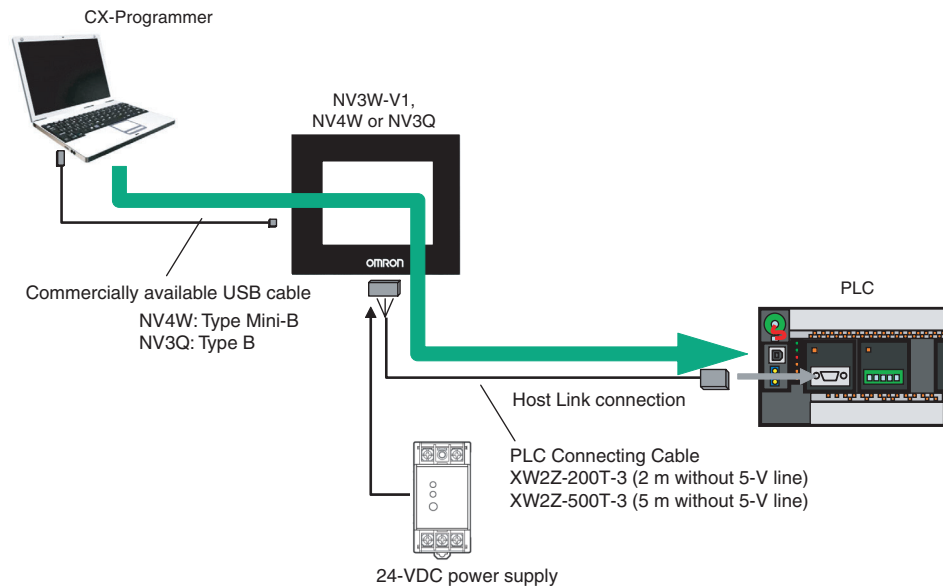 CX-Programmer
NV3W-V1,
NV4W or NV3Q
OMRON
Commercially available USB cable
NV4W: Type Mini-B
NV3Q: Type B
PLC
Host Link connection
PLC Connecting Cable
XW2Z-200T-3 (2 m without 5-V line)
XW2Z-500T-3 (5 m without 5-V line)
24-VDC power supply